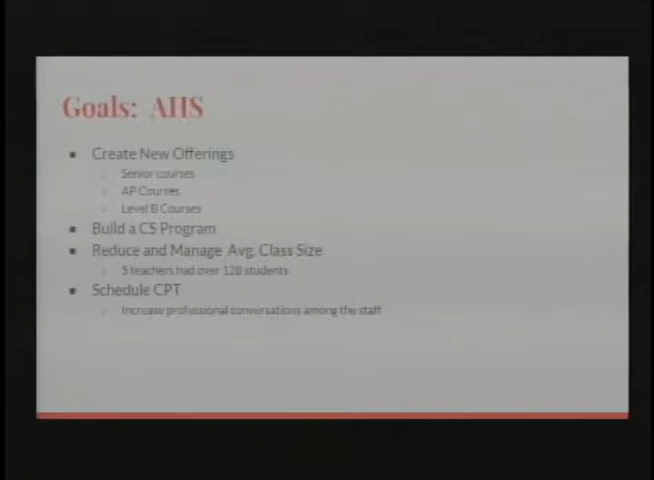 Goals: AHS
Create New Offerings
Senior courses
AP Courses
Level B Courses
Build a CS Program
Reduce and Manage Avg. Class Size
5 teachers had over 128 students
Schedule CPT
Increase professional conversations among the staff